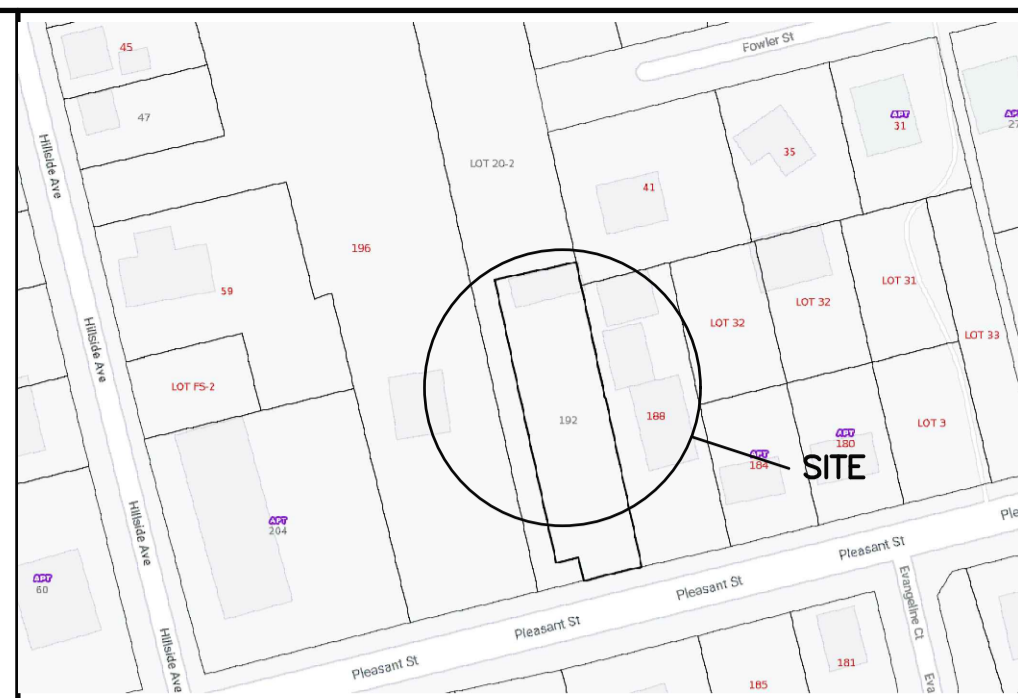 45
Fowler St
47
APT
31
APT
27
Hillside Ave
LOT 20-2
35
41
196
59
LOT 31
LOT 32
LOT 32
LOT 33
Hillside Ave
LOT FS-2
192
188
LOT 3
APT
180
APT
184
SITE
APT
204
Hillside Ave
Ple
Pleasant St
Pleasant St
Evangeline Ct
APT
60
Pleasant St
Hillside Ave
Pleasant St
181
185
Eva